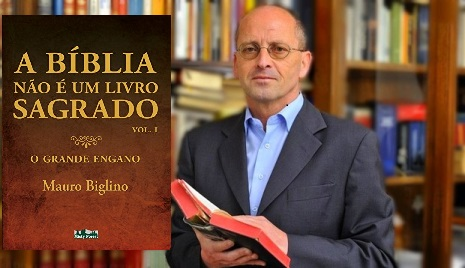 A BÍBLIA
NÃO É UM LIVRO
SAGRADO
VOL. I
O GRANDE ENGANO
Mauro Biglino